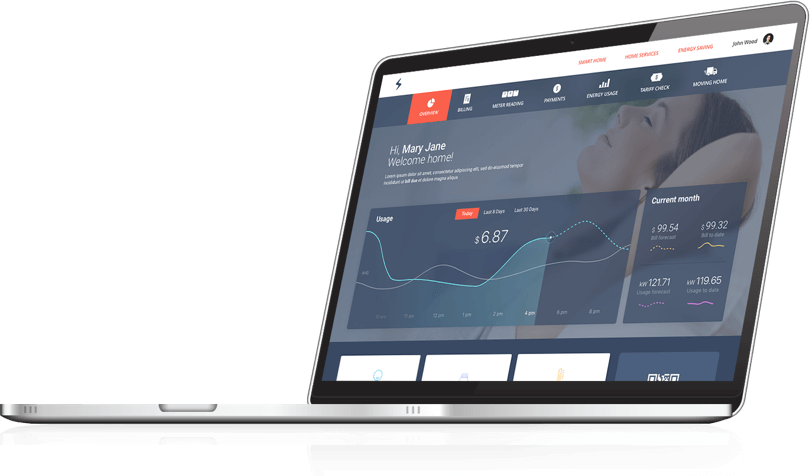 SMART HOME
HOME SERVICES
ENERGY SAVING
John Wood
OVERVIEW
BILLING
METER READING
PAYMENTS
ENERGY USAGE
TARIFF CHECK
MOVING HOME
Hi, Mary Jane
Welcome home!
Lorem ipsum dolor sit amet, consectetur adipiscing elit, sed do eiusmod tempor
incididunt ut bill due et dolore magna aliqua.
Usage
Today
Last 8 Days
Last 30 Days
$ 6.87
11 am
12 pm
1 pm
2 pm
4 pm
6 pm
8 pm
Current month
$ 99.54
Bill forecast
$ 99.32
Bill to date
kW 121.71
Usage forecast
kW 119.65
Usage to date